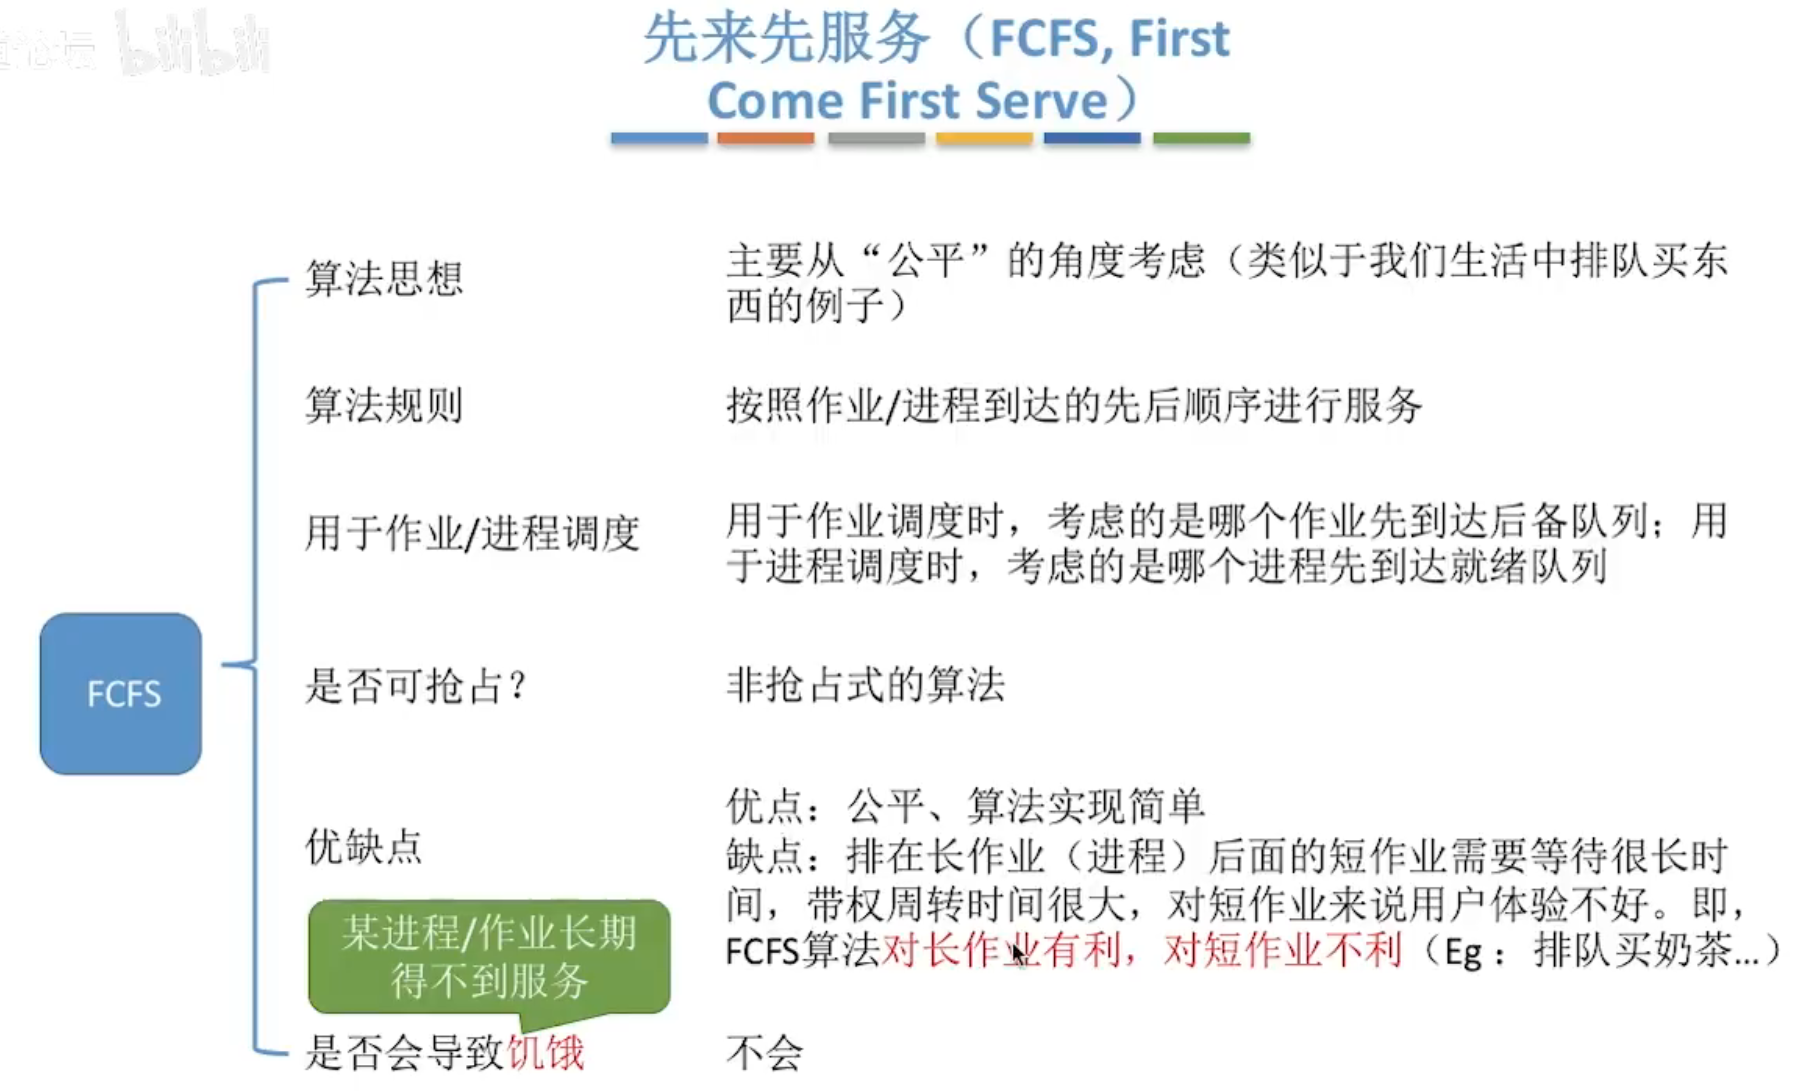 论坛 bilibili
先来先服务（FCFS, First
Come First Serve）
算法思想
主要从“公平”的角度考虑（类似于我们生活中排队买东
西的例子）
算法规则
按照作业/进程到达的先后顺序进行服务
用于作业/进程调度
用于作业调度时，考虑的是哪个作业先到达后备队列；用
于进程调度时，考虑的是哪个进程先到达就绪队列
FCFS
是否可抢占？
非抢占式的算法
优缺点
优点：公平、算法实现简单
缺点：排在长作业（进程）后面的短作业需要等待很长时
间，带权周转时间很大，对短作业来说用户体验不好。即，
FCFS算法对长作业有利，对短作业不利（Eg：排队买奶茶...）
某进程/作业长期
得不到服务
是否会导致饥饿
不会